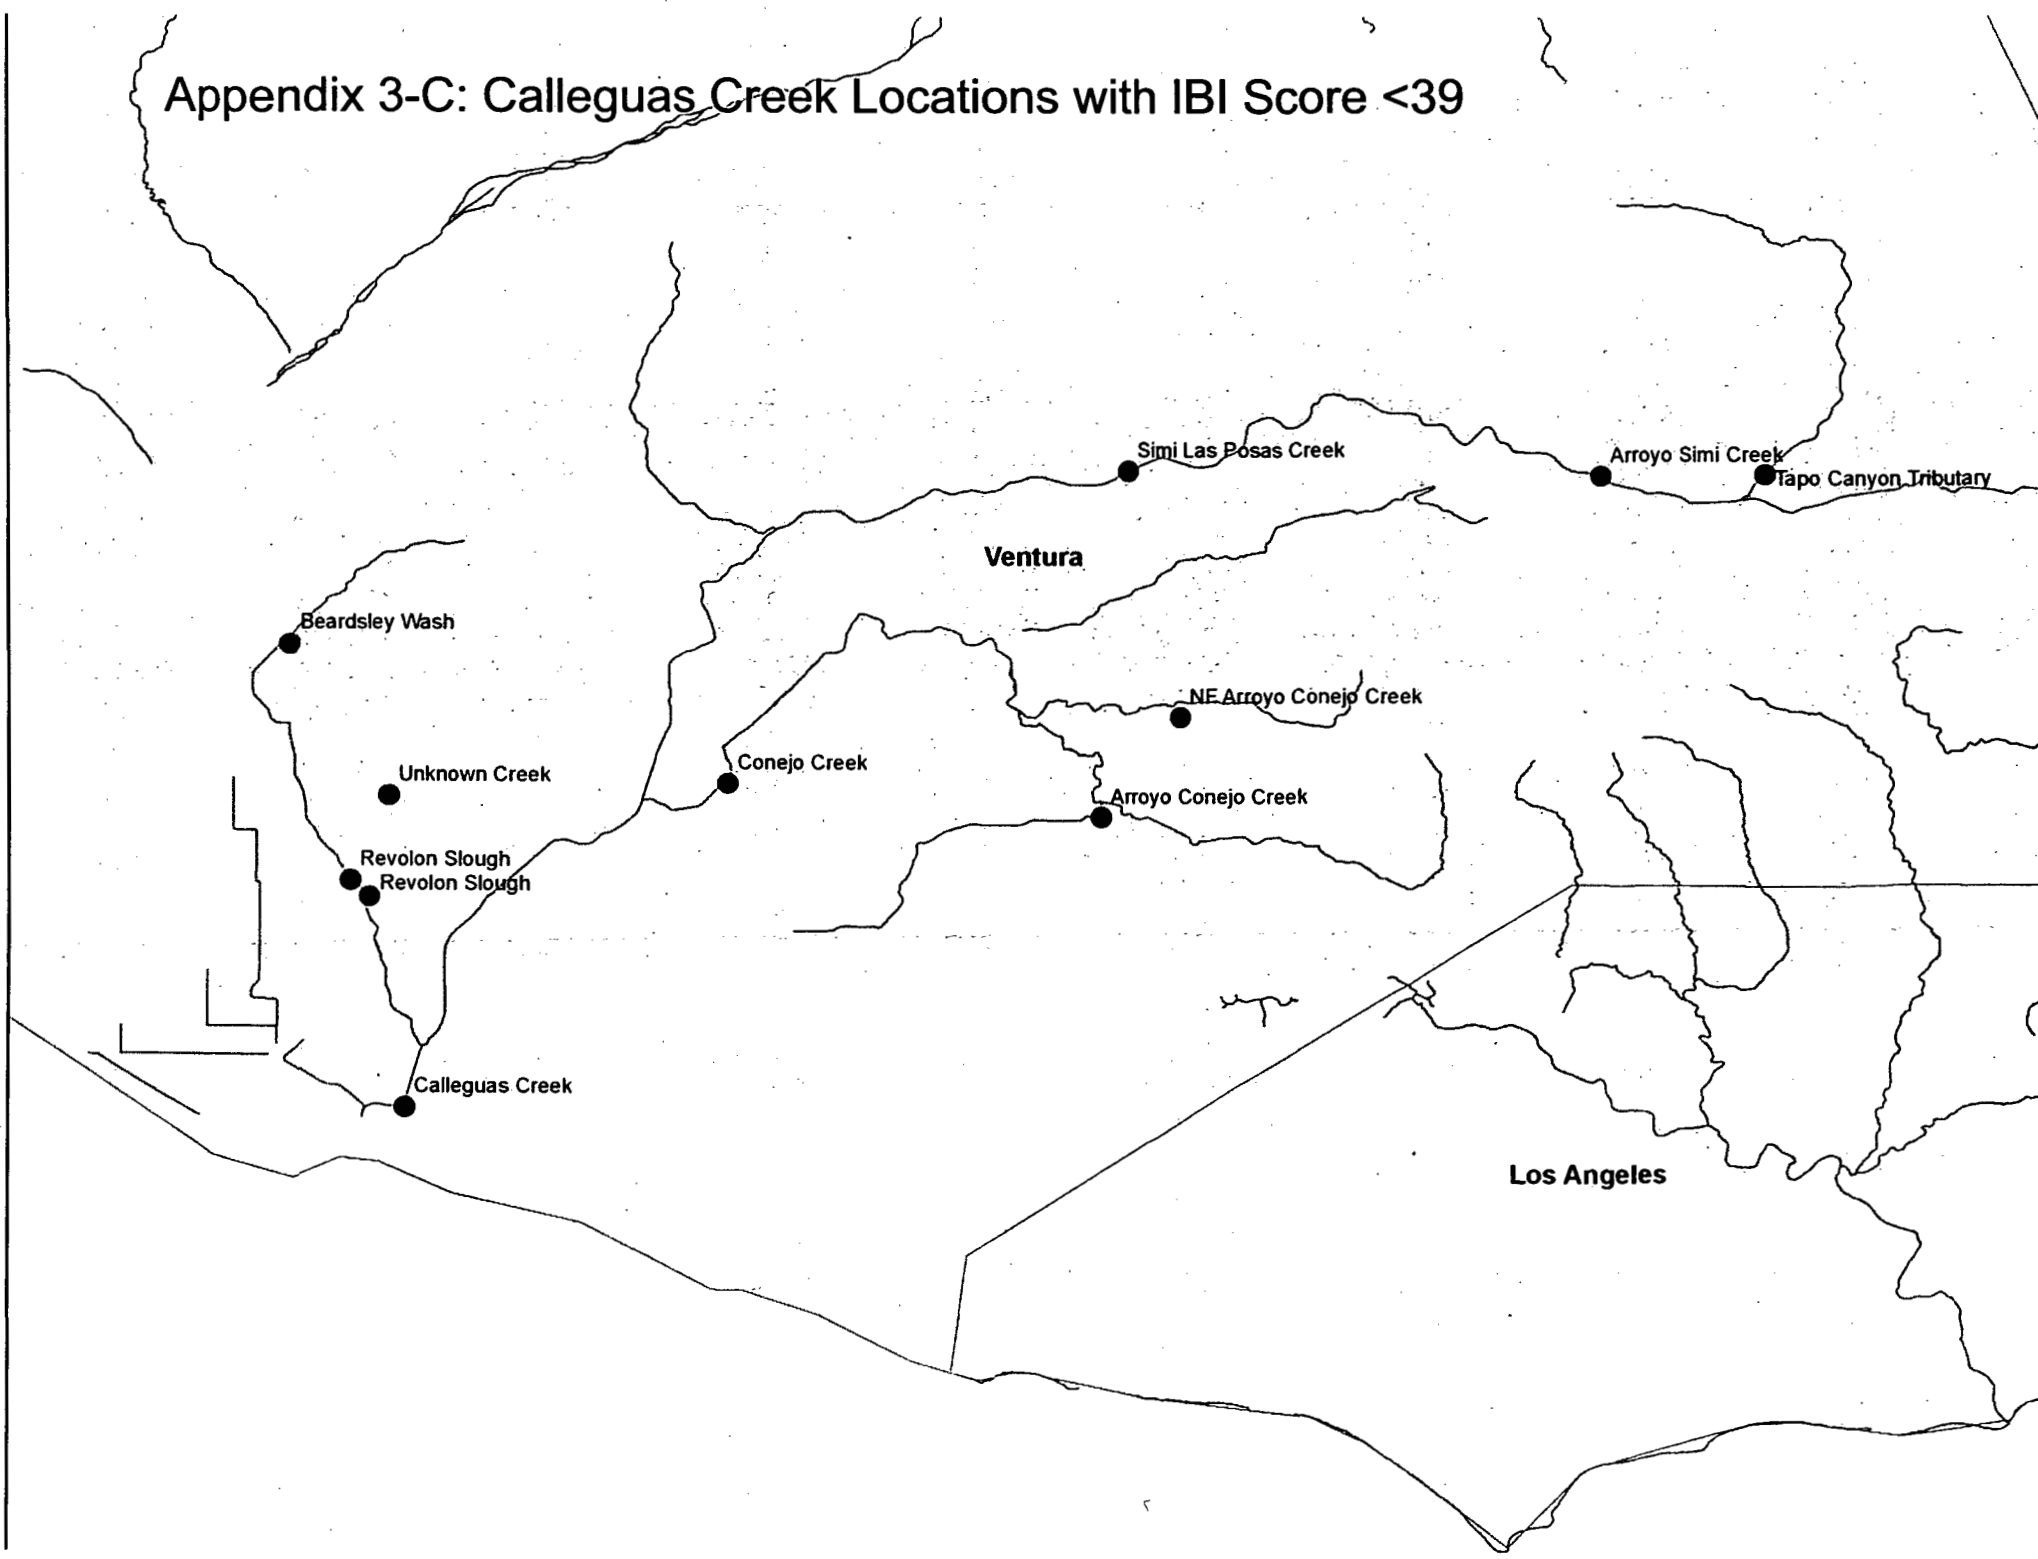 Appendix 3-C: Calleguas Creek Locations with IBI Score <39
Simi Las Posas Creek
Arroyo Simi Creek
Tapo Canyon Tributary
Ventura
Beardsley Wash
NF Arroyo Conejo Creek
Conejo Creek
Unknown Creek
Arroyo Conejo Creek
Revolon Slough
Revolon Slough
Calleguas Creek
Los Angeles